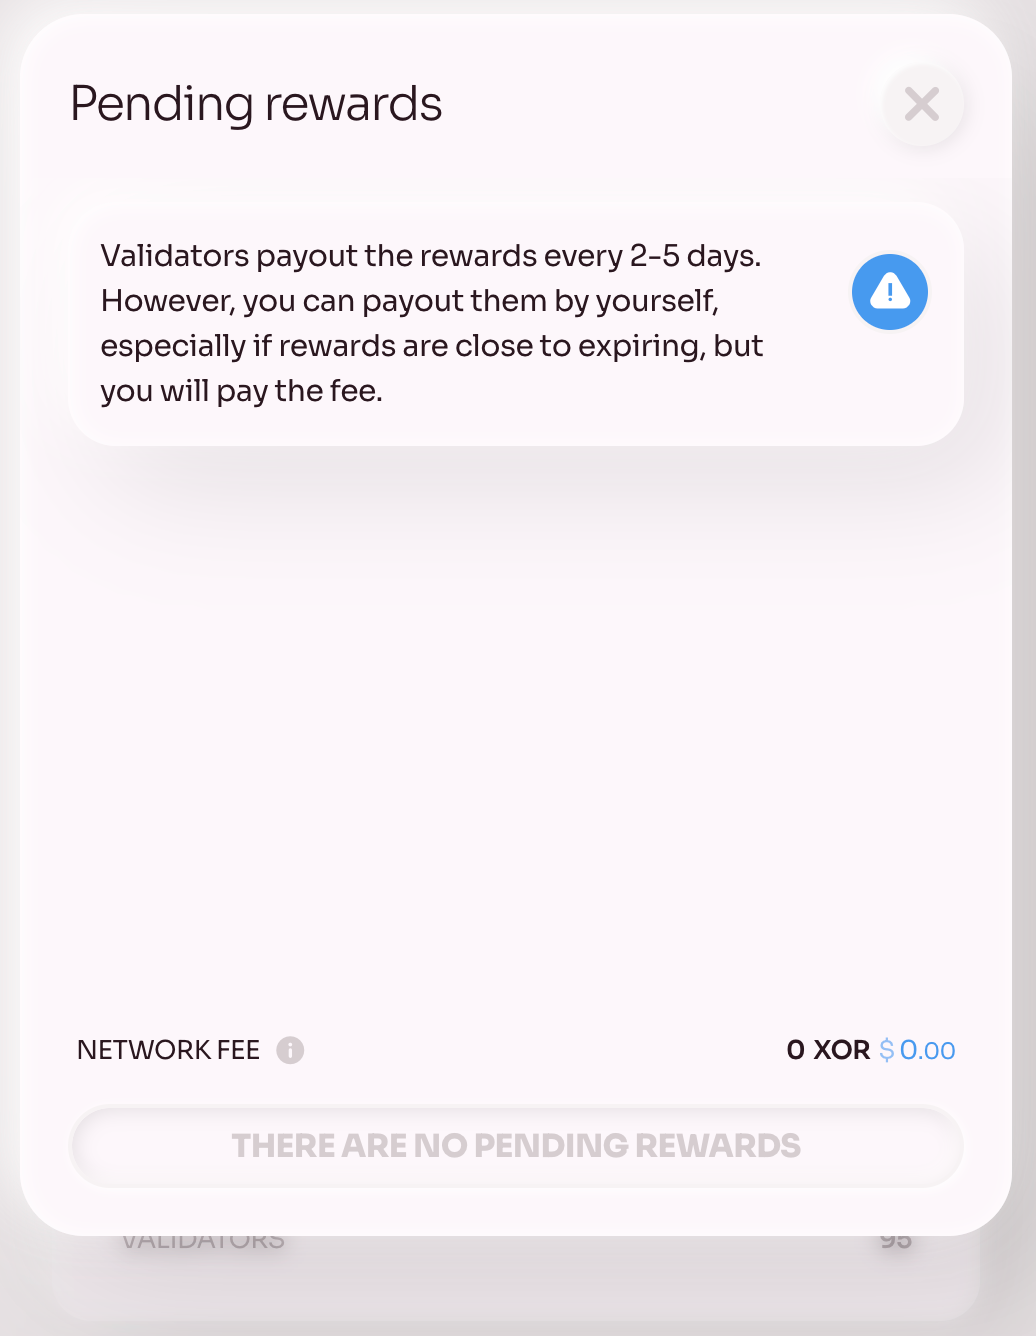 Pending rewards
Validators payout the rewards every 2-5 days.
However, you can payout them by yourself,
especially if rewards are close to expiring, but
you will pay the fee.
NETWORK FEE 0 XOR $ 0.00
THERE ARE NO PENDING REWARDS
VALIDATORS 95